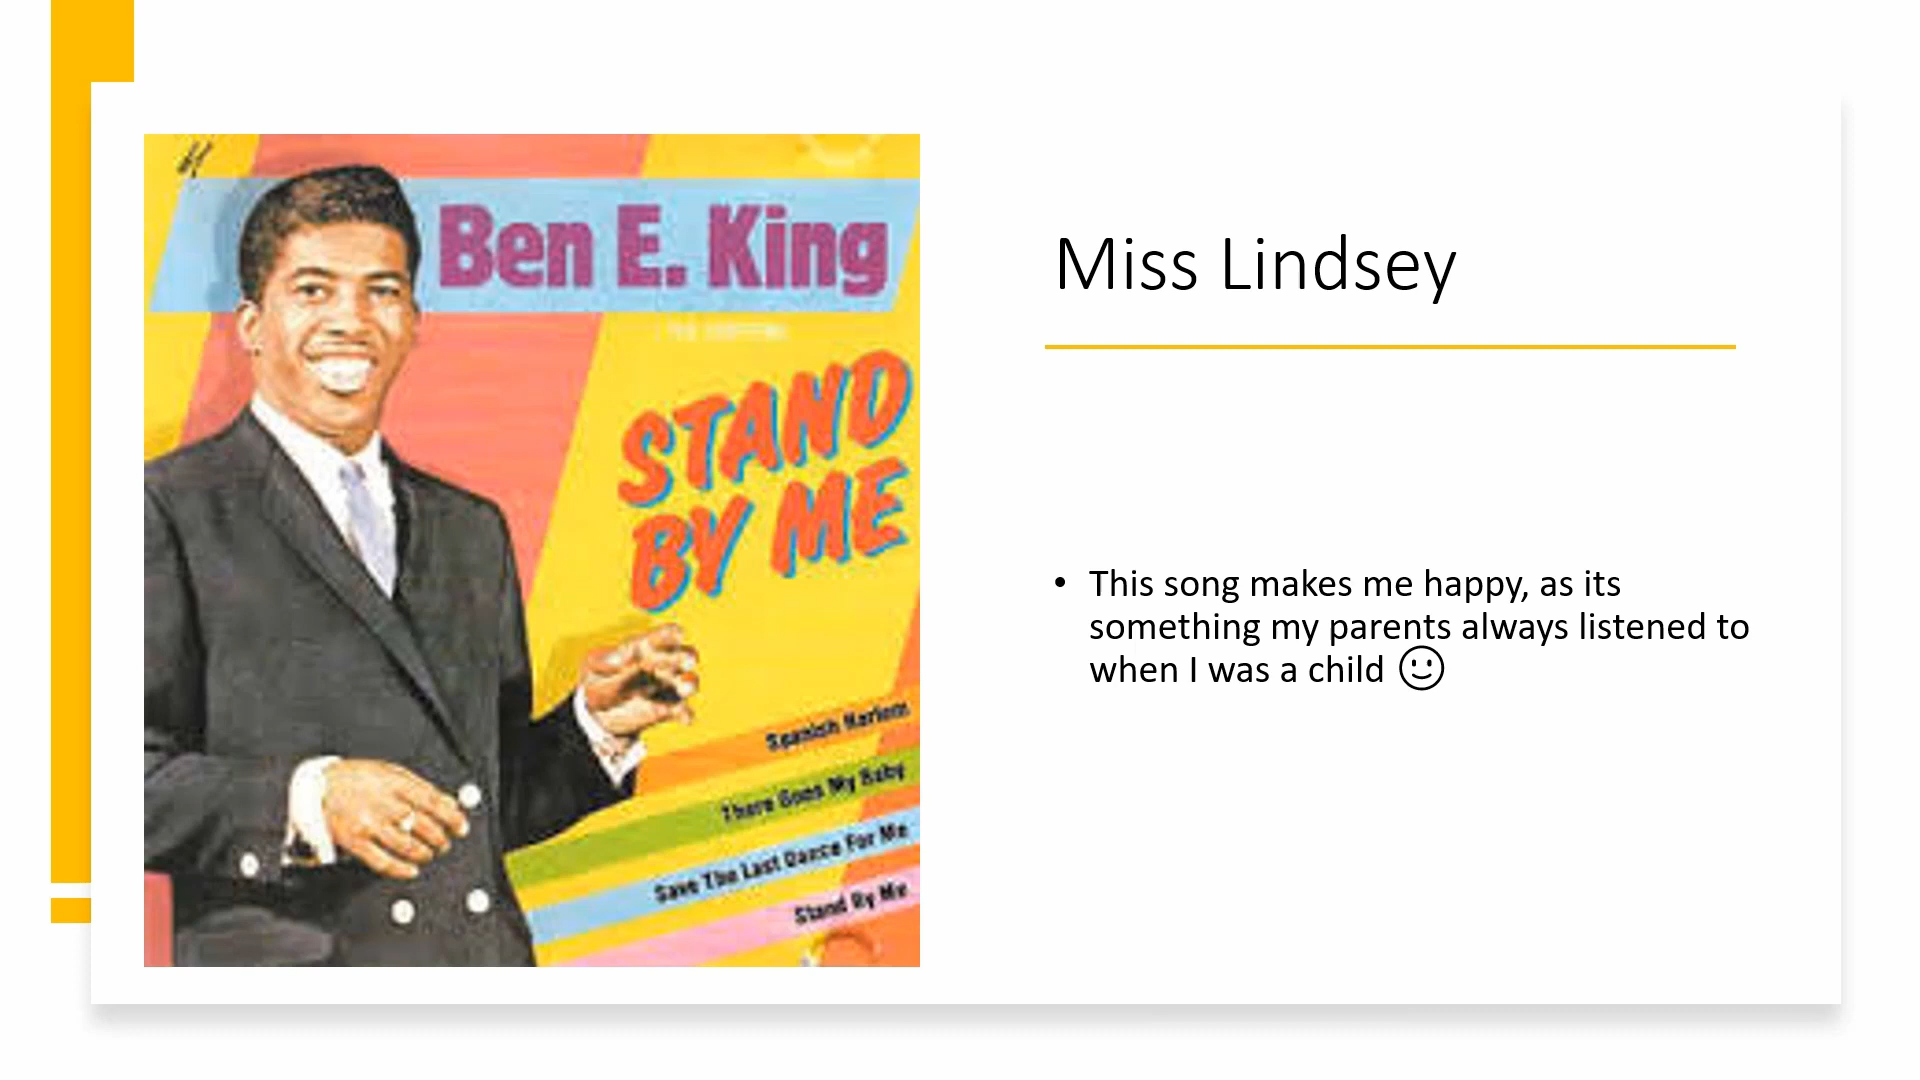 Ben E. King
STAND
BY ME
Spanish Harlem
There Goes My Baby
Save The Last Dance For Me
Stand By Me
Miss Lindsey
• This song makes me happy, as its
something my parents always listened to
when I was a child ☺